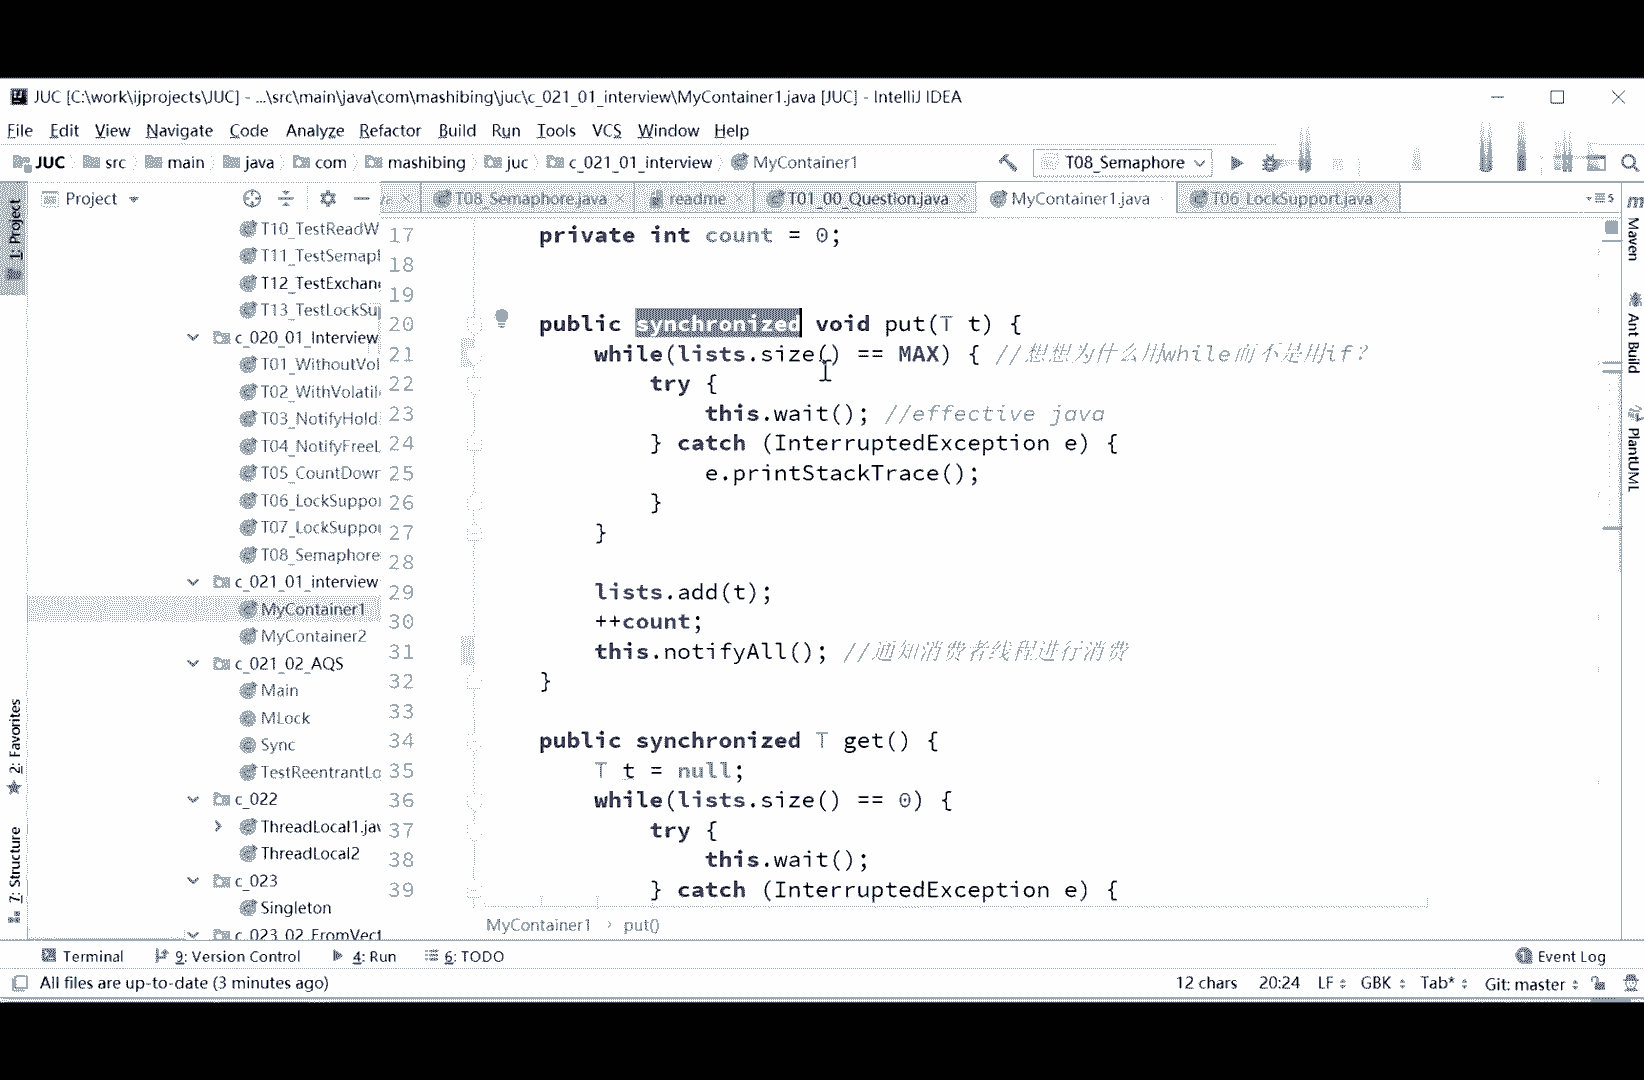 JUC [C:\work\ijprojects\JUC] - ...\src\main\java\com\mashibing\juc\c_021_01_interview\MyContainer1.java [JUC] - IntelliJ IDEA
File Edit View Navigate Code Analyze Refactor Build Run Tools VCS Window Help
JUC src main java com mashibing juc c_021_01_interview MyContainer1 T08_Semaphore
Project T08_Semaphore.java readme T01_00_Question.java MyContainer1.java T06_LockSupport.java
1: Project
2: Favorites
7: Structure
T10_TestReadW
T11_TestSemapl
T12_TestExchan
T13_TestLockSu
c_020_01_Interview
T01_WithoutVol
T02_WithVolatil
T03_NotifyHold
T04_NotifyFreeL
T05_CountDowr
T06_LockSuppo
T07_LockSuppo
T08_Semaphore
c_021_01_interview
MyContainer1
MyContainer2
c_021_02_AQS
Main
MLock
Sync
TestReentrantLo
c_022
ThreadLocal1.jav
ThreadLocal2
c_023
Singleton
c_023_02_FromVect
17 private int count = 0;
18
19
20 public synchronized void put(T t) {
21 while(lists.size() == MAX) { //想想为什么用while而不是用if？
22 try {
23 this.wait(); //effective java
24 } catch (InterruptedException e) {
25 e.printStackTrace();
26 }
27 }
28
29 lists.add(t);
30 ++count;
31 this.notifyAll(); //通知消费者线程进行消费
32 }
33
34 public synchronized T get() {
35 T t = null;
36 while(lists.size() == 0) {
37 try {
38 this.wait();
39 } catch (InterruptedException e) {
MyContainer1 › put()
Maven
Ant Build
PlantUML
Terminal 9: Version Control 4: Run 6: TODO Event Log
All files are up-to-date (3 minutes ago) 12 chars 20:24 LF GBK Tab* Git: master